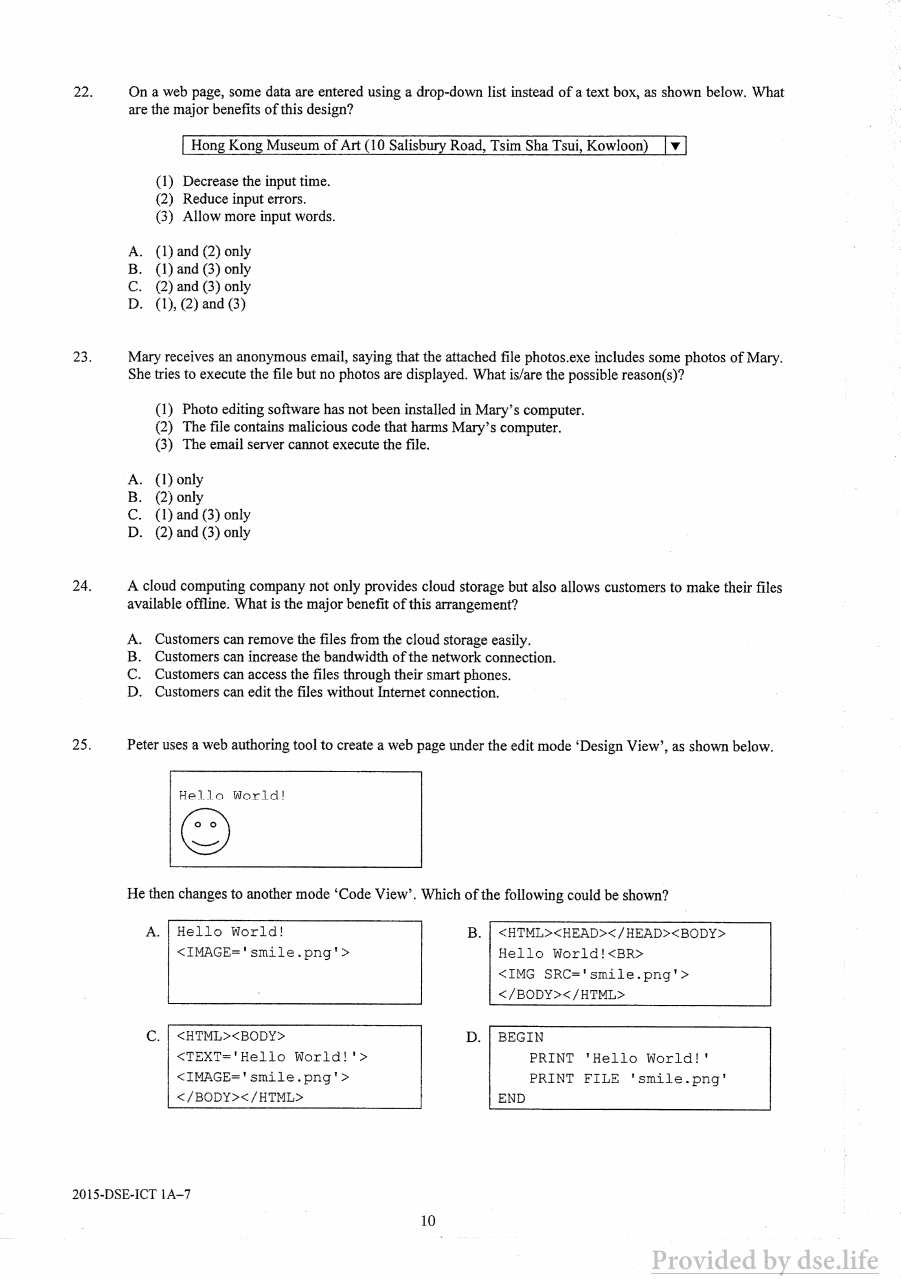 22. On a web page, some data are entered using a drop-down list instead of a text box, as shown below. What
are the major benefits of this design?
Hong Kong Museum of Art (10 Salisbury Road, Tsim Sha Tsui, Kowloon) ▼
(1) Decrease the input time.
(2) Reduce input errors.
(3) Allow more input words.
A. (1) and (2) only
B. (1) and (3) only
C. (2) and (3) only
D. (1), (2) and (3)
23. Mary receives an anonymous email, saying that the attached file photos.exe includes some photos of Mary.
She tries to execute the file but no photos are displayed. What is/are the possible reason(s)?
(1) Photo editing software has not been installed in Mary's computer.
(2) The file contains malicious code that harms Mary's computer.
(3) The email server cannot execute the file.
A. (1) only
B. (2) only
C. (1) and (3) only
D. (2) and (3) only
24. A cloud computing company not only provides cloud storage but also allows customers to make their files
available offline. What is the major benefit of this arrangement?
A. Customers can remove the files from the cloud storage easily.
B. Customers can increase the bandwidth of the network connection.
C. Customers can access the files through their smart phones.
D. Customers can edit the files without Internet connection.
25. Peter uses a web authoring tool to create a web page under the edit mode 'Design View', as shown below.
Hello World!
He then changes to another mode 'Code View'. Which of the following could be shown?
A. Hello World!
<IMAGE='smile.png'>
B. <HTML><HEAD></HEAD><BODY>
Hello World!<BR>
<IMG SRC='smile.png'>
</BODY></HTML>
C. <HTML><BODY>
<TEXT='Hello World!'>
<IMAGE='smile.png'>
</BODY></HTML>
D. BEGIN
PRINT 'Hello World!'
PRINT FILE 'smile.png'
END
2015-DSE-ICT 1A–7
10
Provided by dse.life